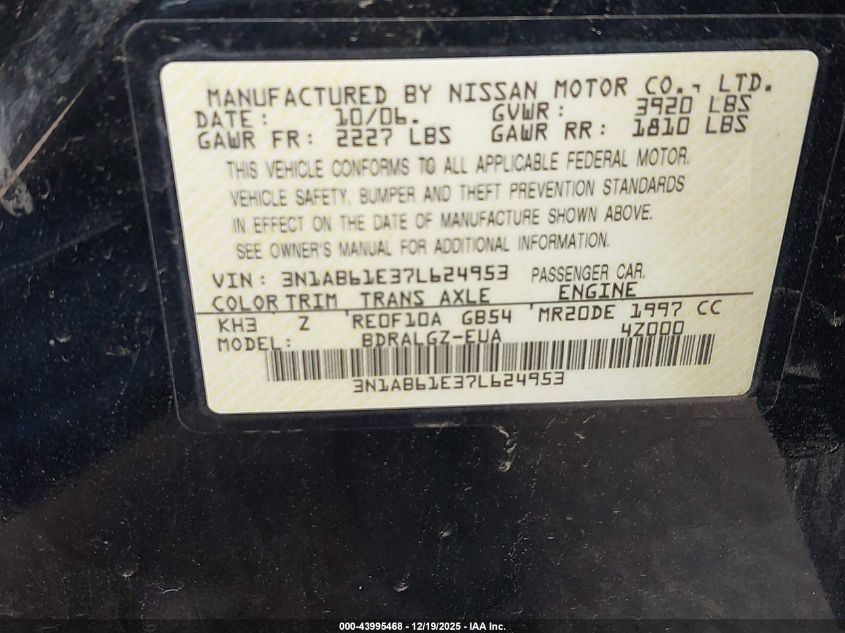 MANUFACTURED BY NISSAN MOTOR CO., LTD.
DATE: 10/06. GVWR: 3920 LBS
GAWR FR: 2227 LBS GAWR RR: 1810 LBS
THIS VEHICLE CONFORMS TO ALL APPLICABLE FEDERAL MOTOR.
VEHICLE SAFETY, BUMPER AND THEFT PREVENTION STANDARDS
IN EFFECT ON THE DATE OF MANUFACTURE SHOWN ABOVE.
SEE OWNER'S MANUAL FOR ADDITIONAL INFORMATION.
VIN: 3N1AB61E37L624953 PASSENGER CAR.
COLOR TRIM TRANS AXLE ENGINE
KH3 Z RE0F10A GB54 MR20DE 1997 CC
MODEL: BDRALGZ-EUA 4Z000
3N1AB61E37L624953
000-43995468 - 12/19/2025 - IAA Inc.